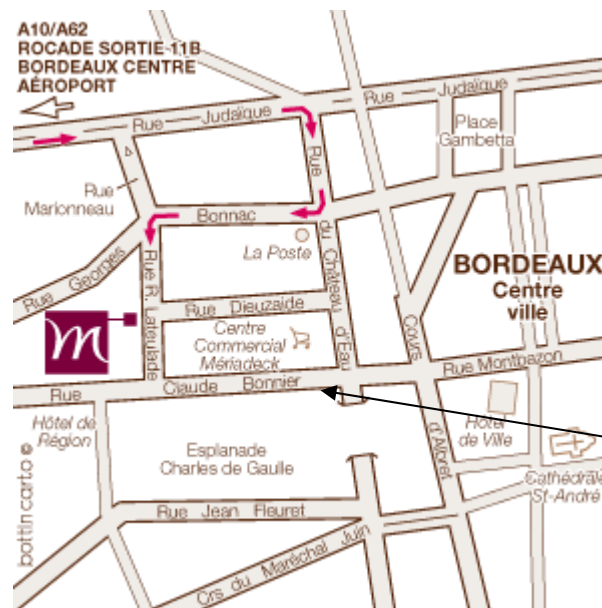 A10/A62
ROCADE SORTIE 11B
BORDEAUX CENTRE
AÉROPORT
Rue Judaïque
Rue Judaïque
Place
Gambetta
Rue
Marionneau
Rue
du Château d'Eau
Rue Georges
Bonnac
La Poste
BORDEAUX
Centre
ville
Rue R. Lateulade
Rue Dieuzaide
m
Centre
Commercial
Mériadeck
Cours
d'Albret
Rue Montbazon
Rue Claude Bonnier
Hôtel de
Région
Hôtel
de Ville
Esplanade
Charles de Gaulle
Cathédrale
St-André
Rue Jean Fleuret
Crs du Maréchal Juin
bottin carto ©